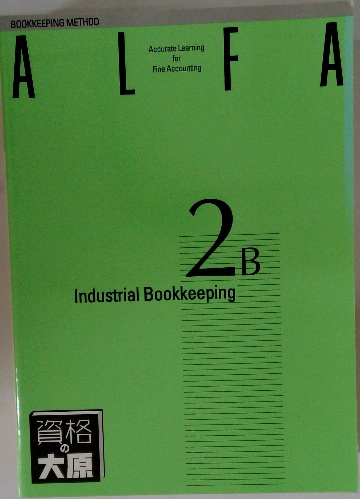 BOOKKEEPING METHOD
A L F A
Accurate Learning
for
Fine Accounting
2B
Industrial Bookkeeping
資格
の
大原